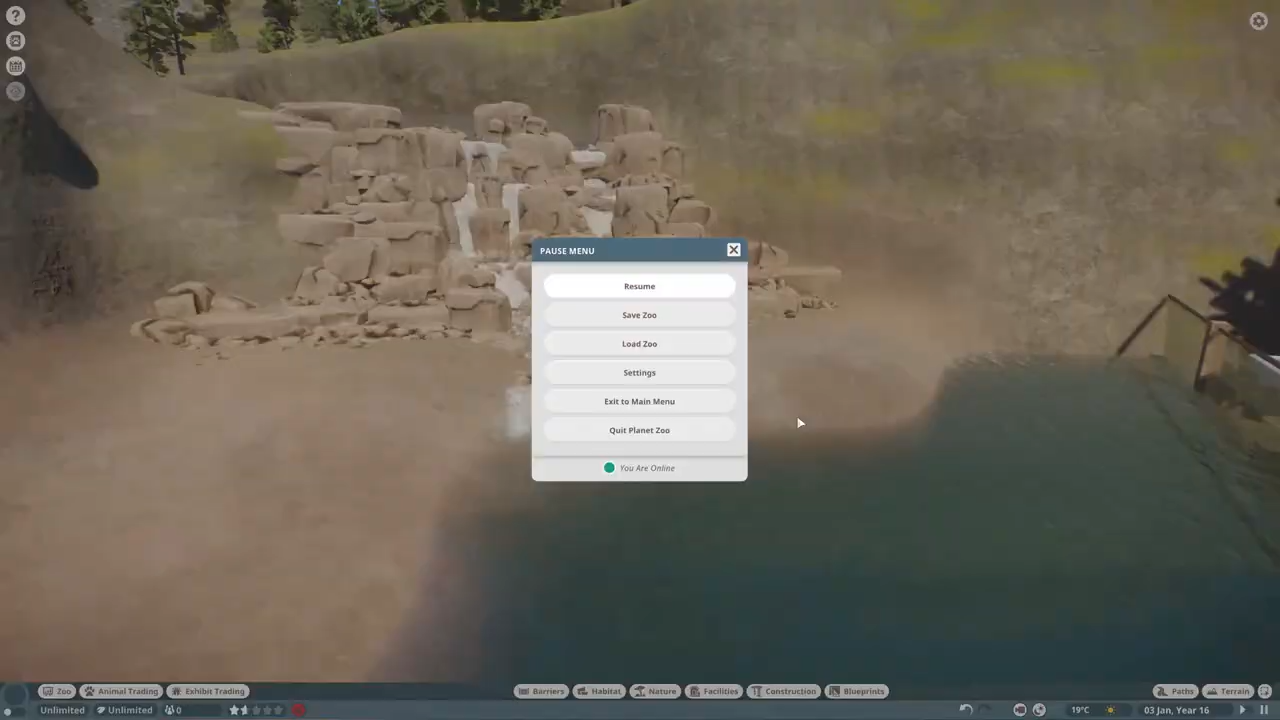 PAUSE MENU
Resume
Save Zoo
Load Zoo
Settings
Exit to Main Menu
Quit Planet Zoo
You Are Online
Zoo
Animal Trading
Exhibit Trading
Barriers
Habitat
Nature
Facilities
Construction
Blueprints
Paths
Terrain
Unlimited
Unlimited
0
19°C
03 Jan, Year 16